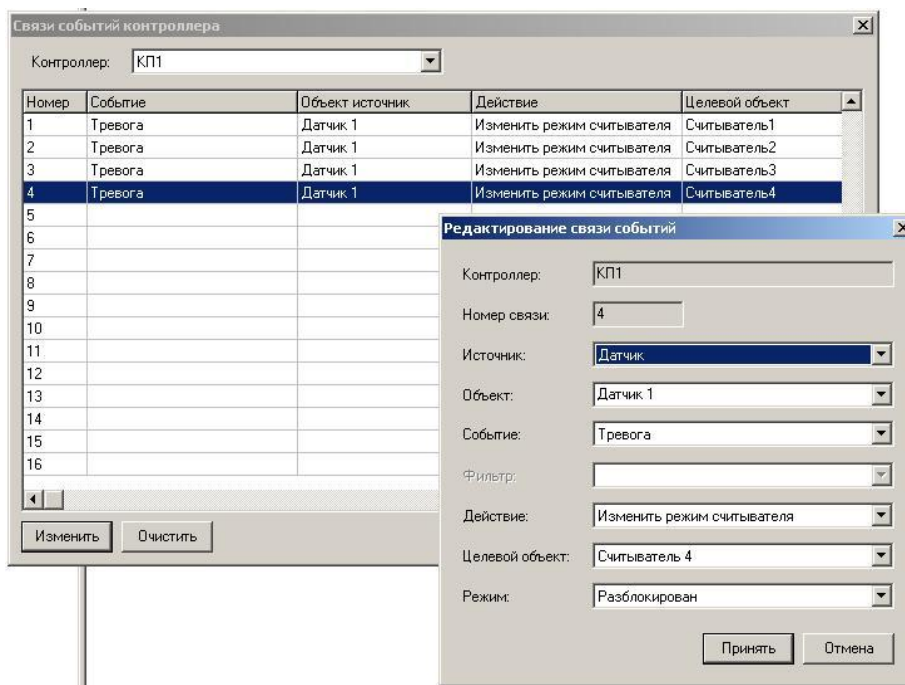 Связи событий контроллера
Контроллер: КП1
Номер Событие Объект источник Действие Целевой объект
1 Тревога Датчик 1 Изменить режим считывателя Считыватель1
2 Тревога Датчик 1 Изменить режим считывателя Считыватель2
3 Тревога Датчик 1 Изменить режим считывателя Считыватель3
4 Тревога Датчик 1 Изменить режим считывателя Считыватель4
5
6
7
8
9
10
11
12
13
14
15
16
Изменить Очистить
Редактирование связи событий
Контроллер: КП1
Номер связи: 4
Источник: Датчик
Объект: Датчик 1
Событие: Тревога
Фильтр:
Действие: Изменить режим считывателя
Целевой объект: Считыватель 4
Режим: Разблокирован
Принять Отмена